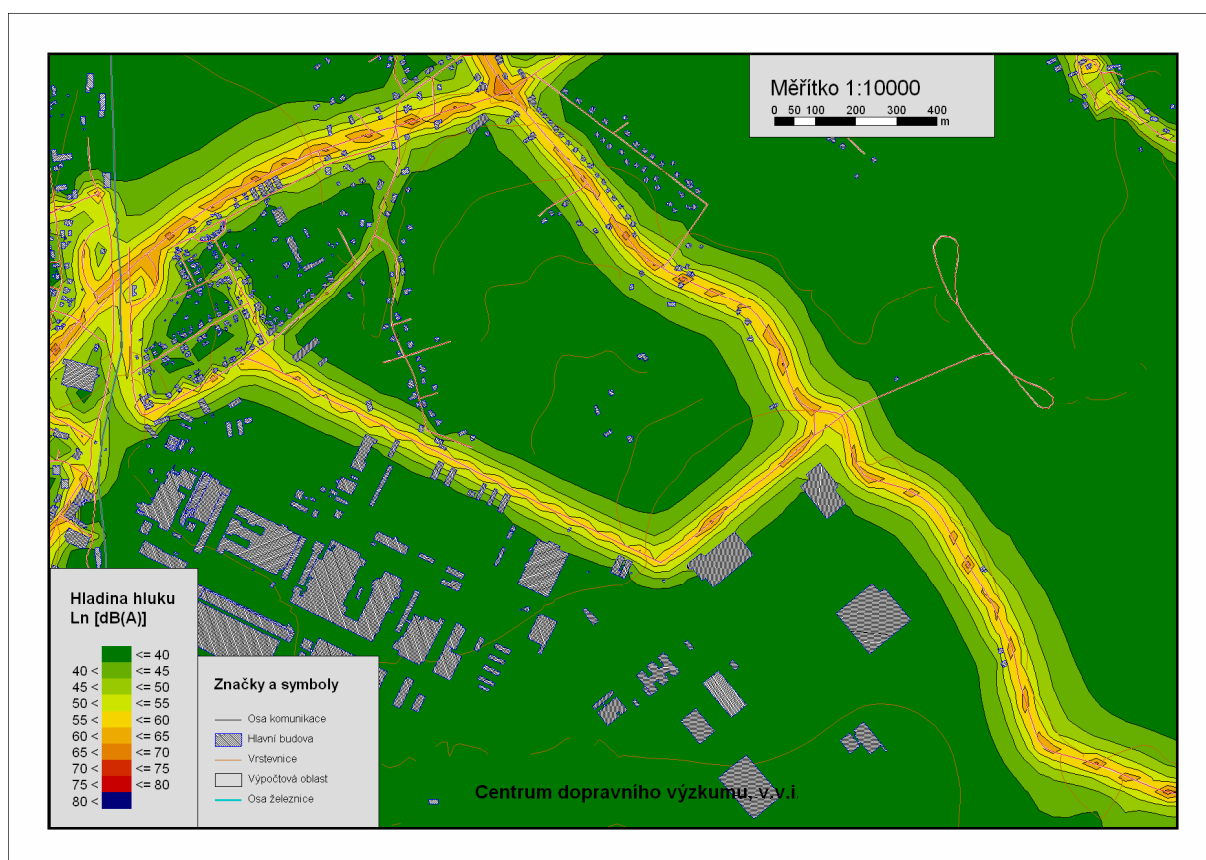 Měřítko 1:10000
0 50 100 200 300 400
m
Hladina hluku
Ln [dB(A)]
<= 40
40 < <= 45
45 < <= 50
50 < <= 55
55 < <= 60
60 < <= 65
65 < <= 70
70 < <= 75
75 < <= 80
80 <
Značky a symboly
Osa komunikace
Hlavní budova
Vrstevnice
Výpočtová oblast
Osa železnice
Centrum dopravního výzkumu, v.v.i